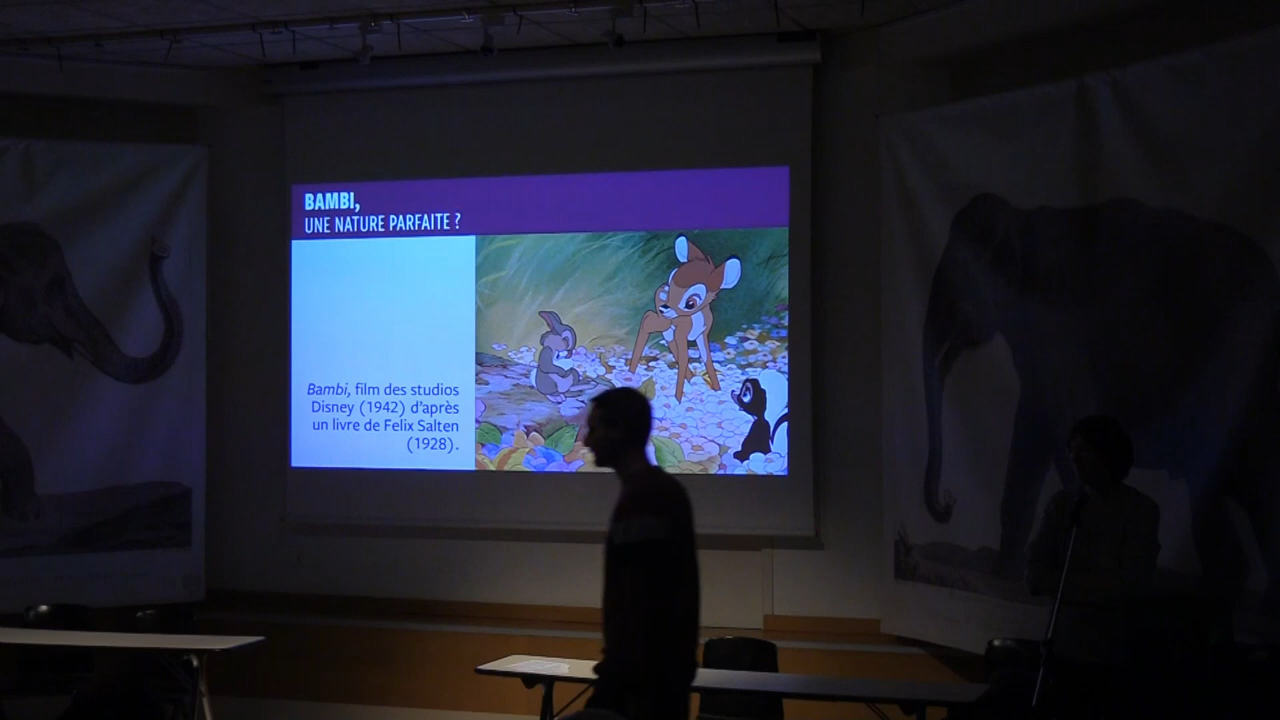 BAMBI,
UNE NATURE PARFAITE ?
Bambi, film des studios
Disney (1942) d'après
un livre de Felix Salten
(1928).